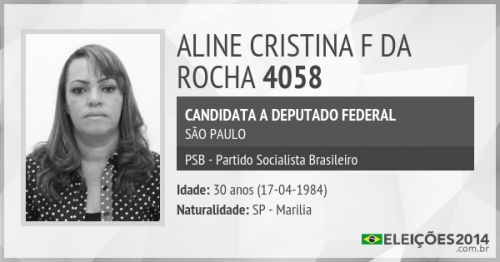 ALINE CRISTINA F DA
ROCHA 4058
CANDIDATA A DEPUTADO FEDERAL
SÃO PAULO
PSB - Partido Socialista Brasileiro
Idade: 30 anos (17-04-1984)
Naturalidade: SP - Marilia
ELEIÇÕES2014
.com.br